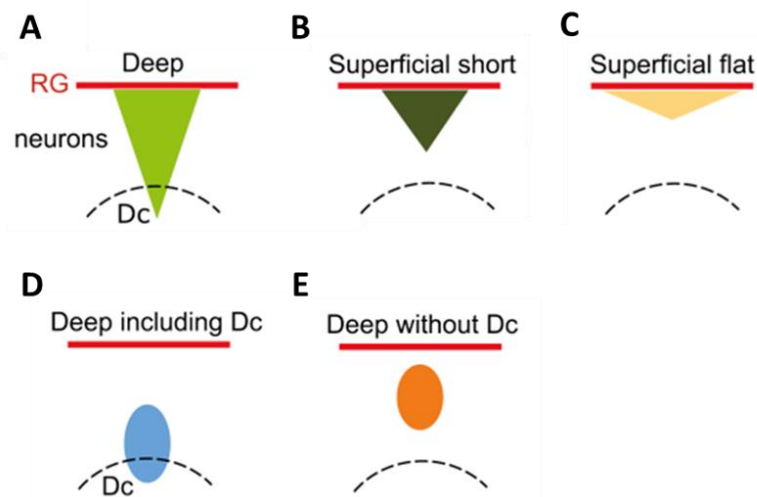 A
B
C
Deep
Superficial short
Superficial flat
RG
neurons
Dc
D
E
Deep including Dc
Deep without Dc
Dc